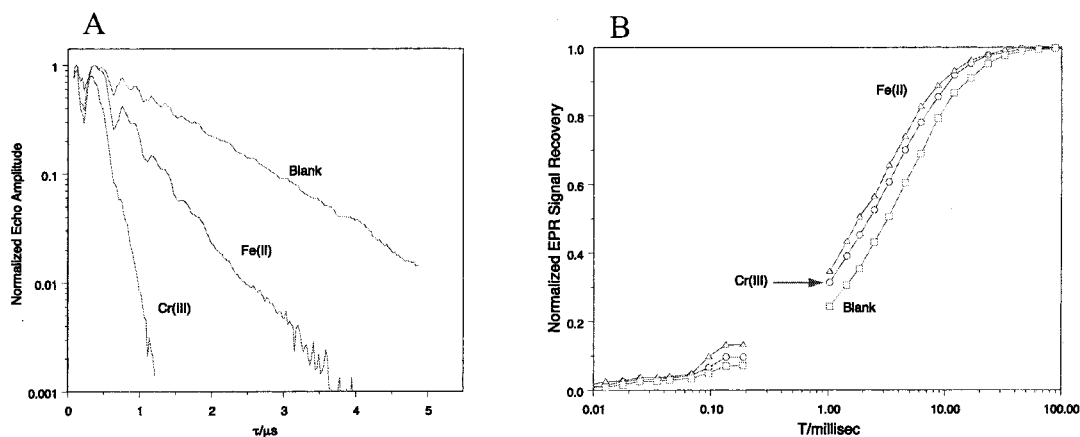 A
Normalized Echo Amplitude
1
0.1
0.01
0.001
0
1
2
3
4
5
τ/μs
Blank
Fe(II)
Cr(III)
B
Normalized EPR Signal Recovery
1.0
0.8
0.6
0.4
0.2
0.0
0.01
0.10
1.00
10.00
100.00
T/millisec
Fe(II)
Cr(III)
Blank